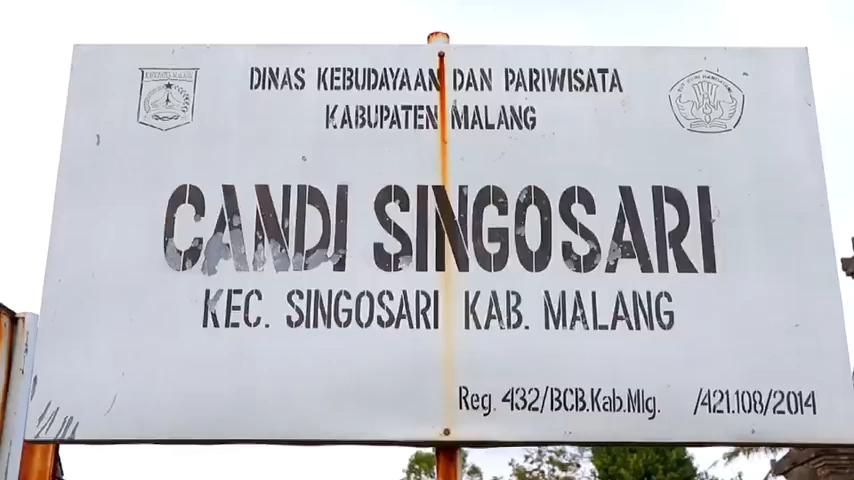 DINAS KEBUDAYAAN DAN PARIWISATA
KABUPATEN MALANG
CANDI SINGOSARI
KEC. SINGOSARI KAB. MALANG
Reg. 432/BCB.Kab.Mlg. /421.108/2014